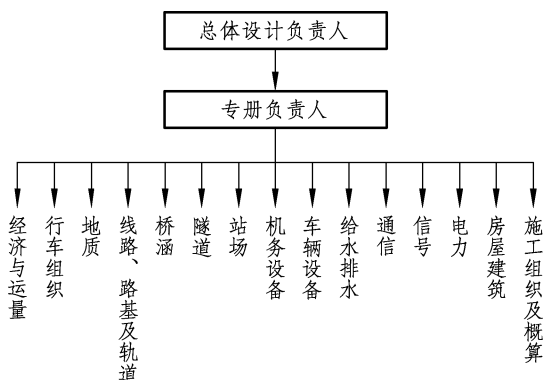 总体设计负责人
专册负责人
经济与运量
行车组织
地质
线路、路基及轨道
桥涵
隧道
站场
机务设备
车辆设备
给水排水
通信
信号
电力
房屋建筑
施工组织及概算